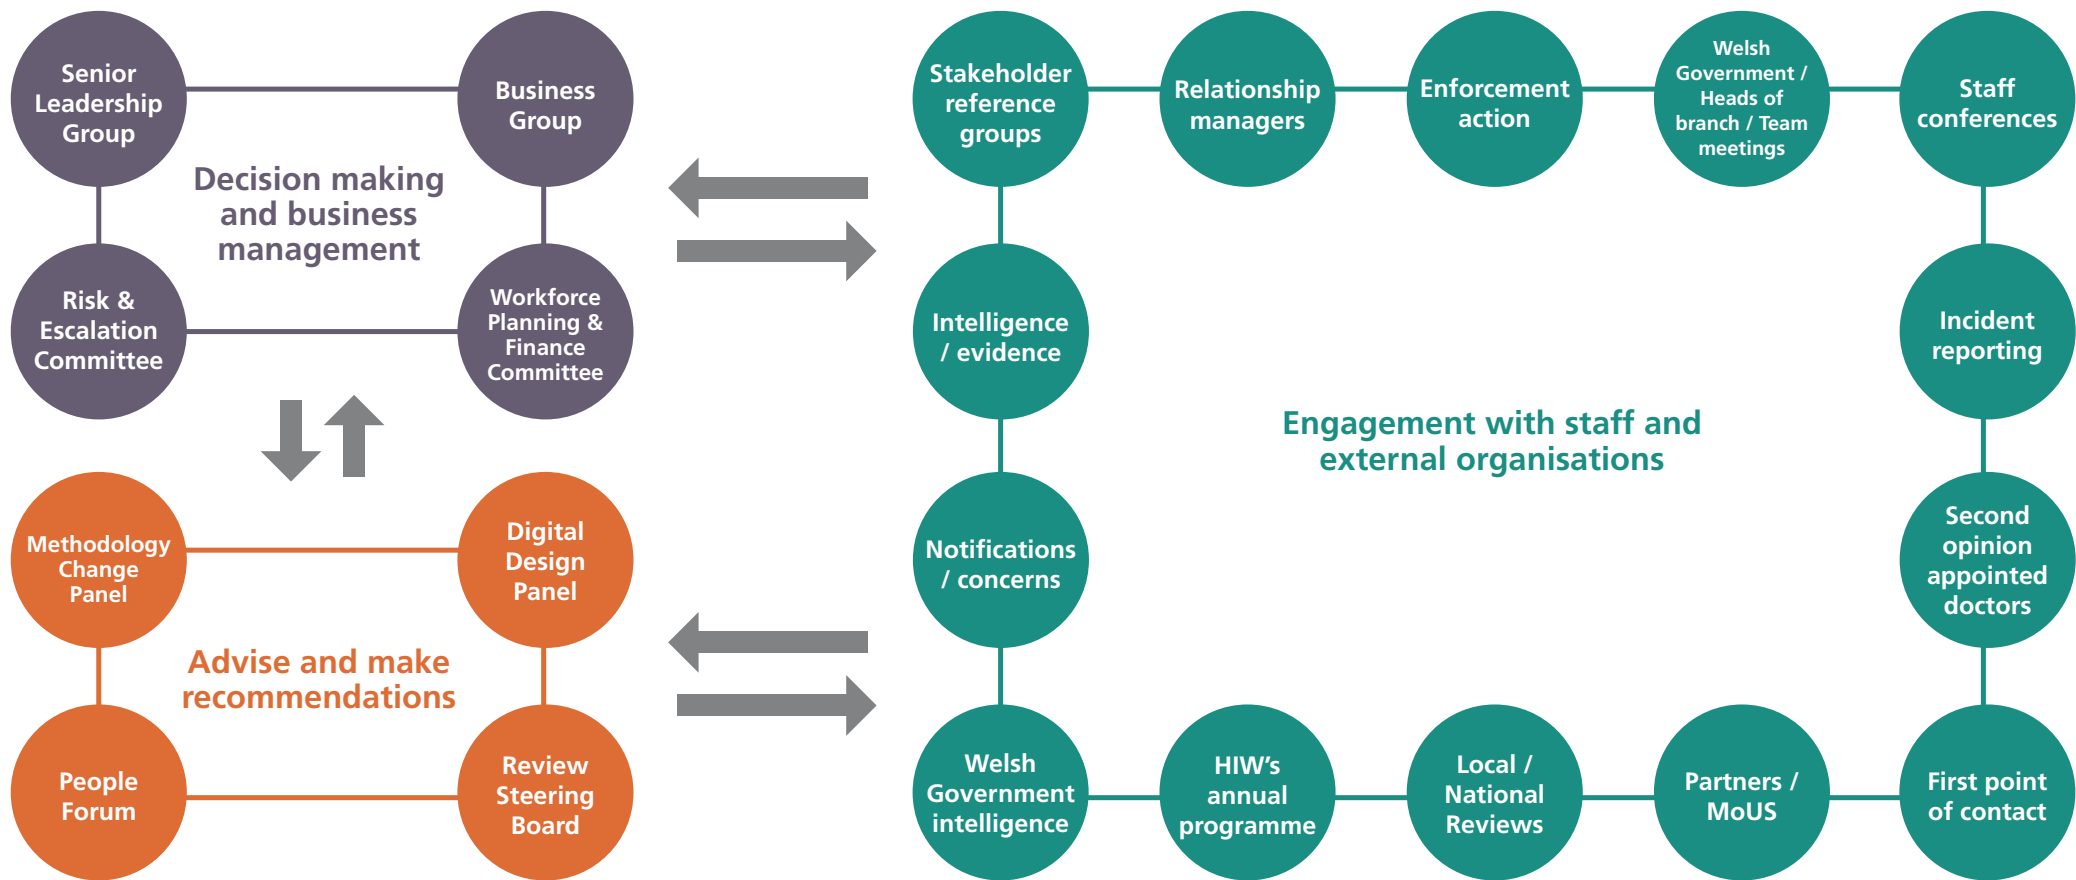 Senior
Leadership
Group
Business
Group
Decision making
and business
management
Risk &
Escalation
Committee
Workforce
Planning &
Finance
Committee
Methodology
Change
Panel
Digital
Design
Panel
Advise and make
recommendations
People
Forum
Review
Steering
Board
Stakeholder
reference
groups
Relationship
managers
Enforcement
action
Welsh
Government /
Heads of
branch / Team
meetings
Staff
conferences
Intelligence
/ evidence
Incident
reporting
Engagement with staff and
external organisations
Notifications
/ concerns
Second
opinion
appointed
doctors
Welsh
Government
intelligence
HIW's
annual
programme
Local /
National
Reviews
Partners /
MoUS
First point
of contact